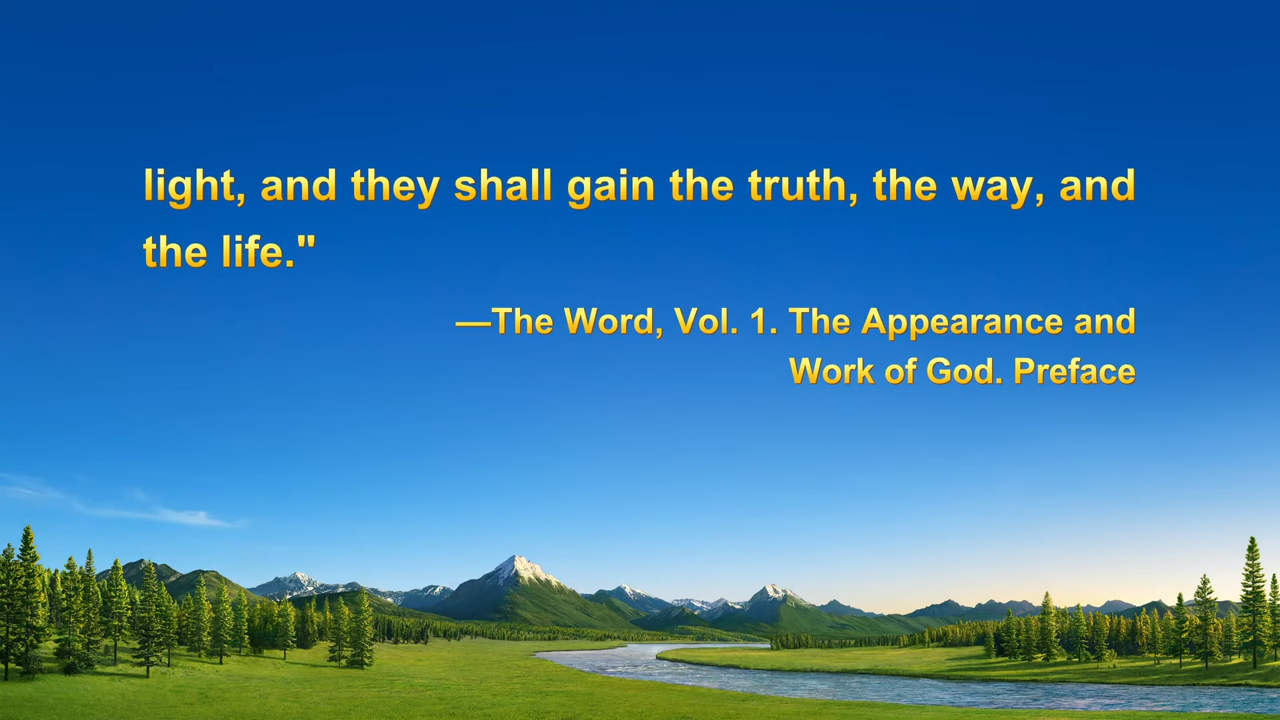 light, and they shall gain the truth, the way, and
the life."
—The Word, Vol. 1. The Appearance and
Work of God. Preface